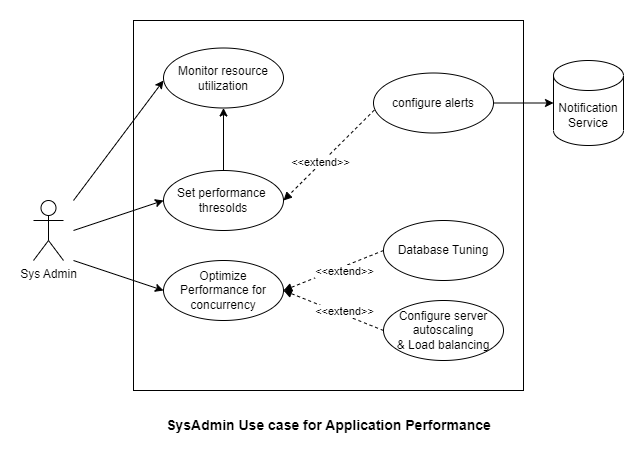 Monitor resource
utilization
configure alerts
Notification
Service
<<extend>>
Set performance
thresolds
Sys Admin
Database Tuning
<<extend>>
Optimize
Performance for
concurrency
<<extend>>
Configure server
autoscaling
& Load balancing
SysAdmin Use case for Application Performance